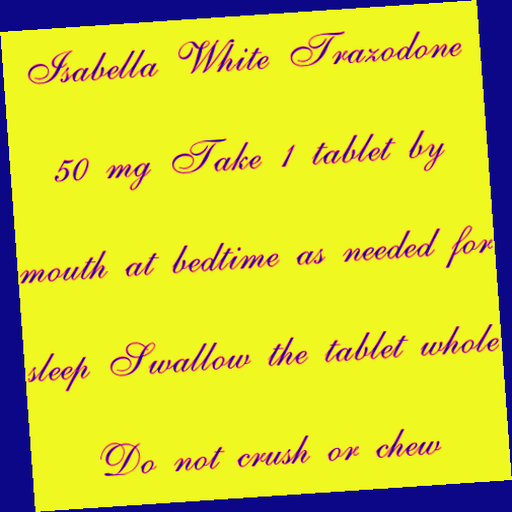 Isabella White Trazodone
50 mg Take 1 tablet by
mouth at bedtime as needed for
sleep Swallow the tablet whole
Do not crush or chew